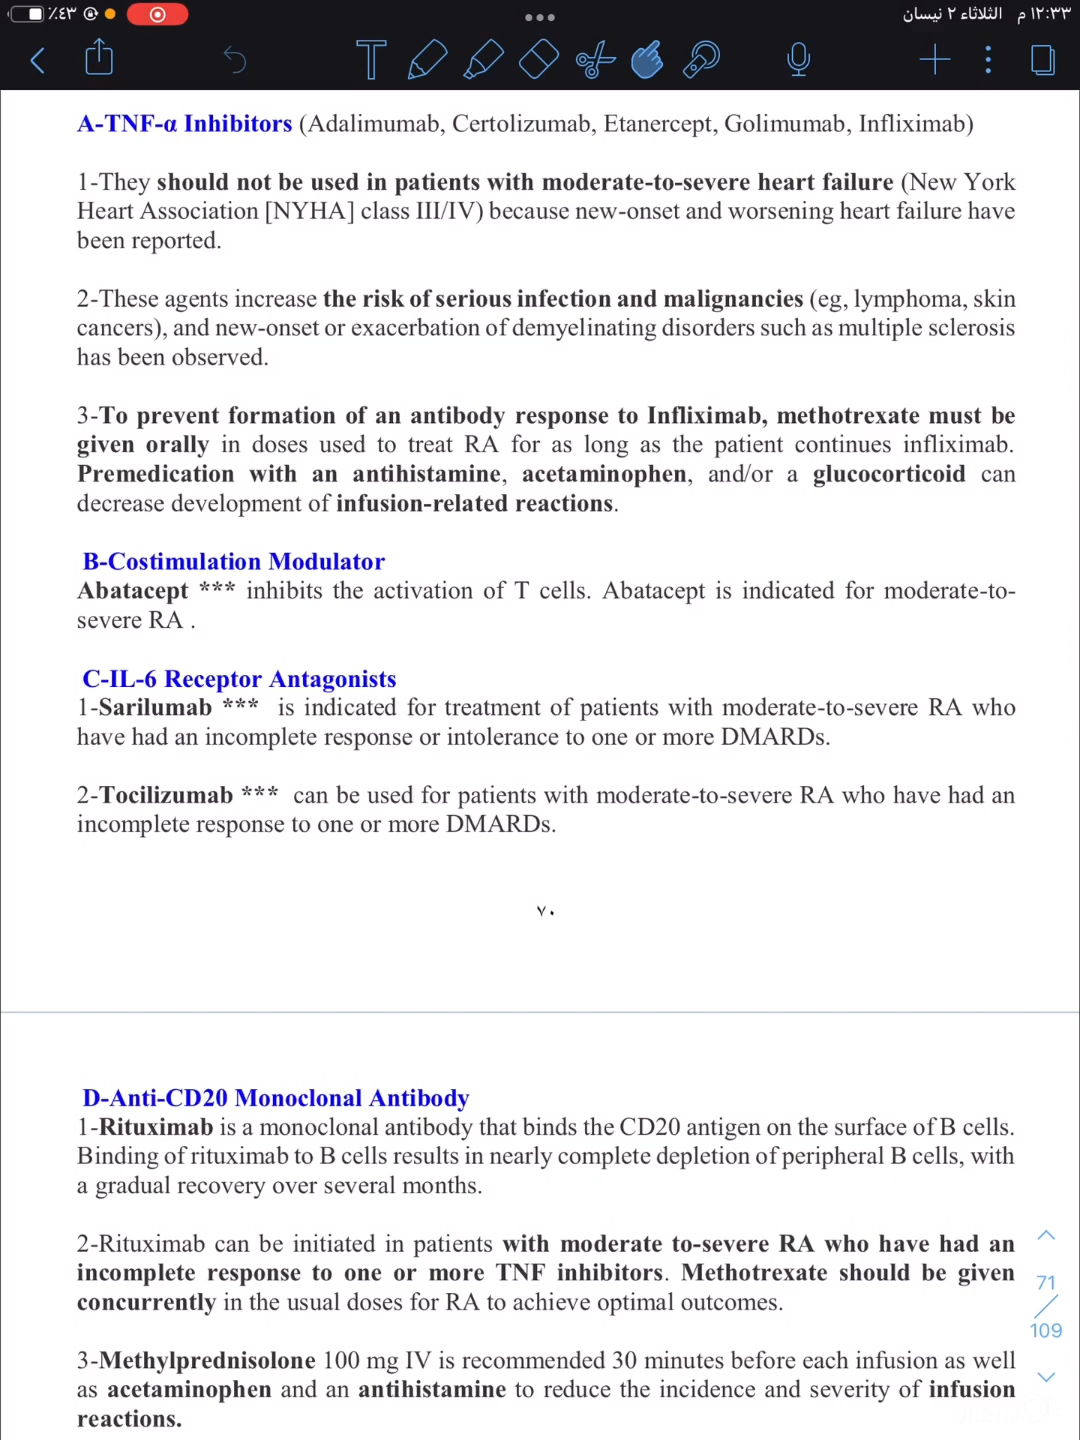 ٪٤٣ الثلاثاء ٢ نيسان ١٢:٣٣ م
A-TNF-α Inhibitors (Adalimumab, Certolizumab, Etanercept, Golimumab, Infliximab)
1-They should not be used in patients with moderate-to-severe heart failure (New York
Heart Association [NYHA] class III/IV) because new-onset and worsening heart failure have
been reported.
2-These agents increase the risk of serious infection and malignancies (eg, lymphoma, skin
cancers), and new-onset or exacerbation of demyelinating disorders such as multiple sclerosis
has been observed.
3-To prevent formation of an antibody response to Infliximab, methotrexate must be
given orally in doses used to treat RA for as long as the patient continues infliximab.
Premedication with an antihistamine, acetaminophen, and/or a glucocorticoid can
decrease development of infusion-related reactions.
B-Costimulation Modulator
Abatacept *** inhibits the activation of T cells. Abatacept is indicated for moderate-to-
severe RA .
C-IL-6 Receptor Antagonists
1-Sarilumab *** is indicated for treatment of patients with moderate-to-severe RA who
have had an incomplete response or intolerance to one or more DMARDs.
2-Tocilizumab *** can be used for patients with moderate-to-severe RA who have had an
incomplete response to one or more DMARDs.
٧٠
D-Anti-CD20 Monoclonal Antibody
1-Rituximab is a monoclonal antibody that binds the CD20 antigen on the surface of B cells.
Binding of rituximab to B cells results in nearly complete depletion of peripheral B cells, with
a gradual recovery over several months.
2-Rituximab can be initiated in patients with moderate to-severe RA who have had an
incomplete response to one or more TNF inhibitors. Methotrexate should be given
concurrently in the usual doses for RA to achieve optimal outcomes.
71
109
3-Methylprednisolone 100 mg IV is recommended 30 minutes before each infusion as well
as acetaminophen and an antihistamine to reduce the incidence and severity of infusion
reactions.